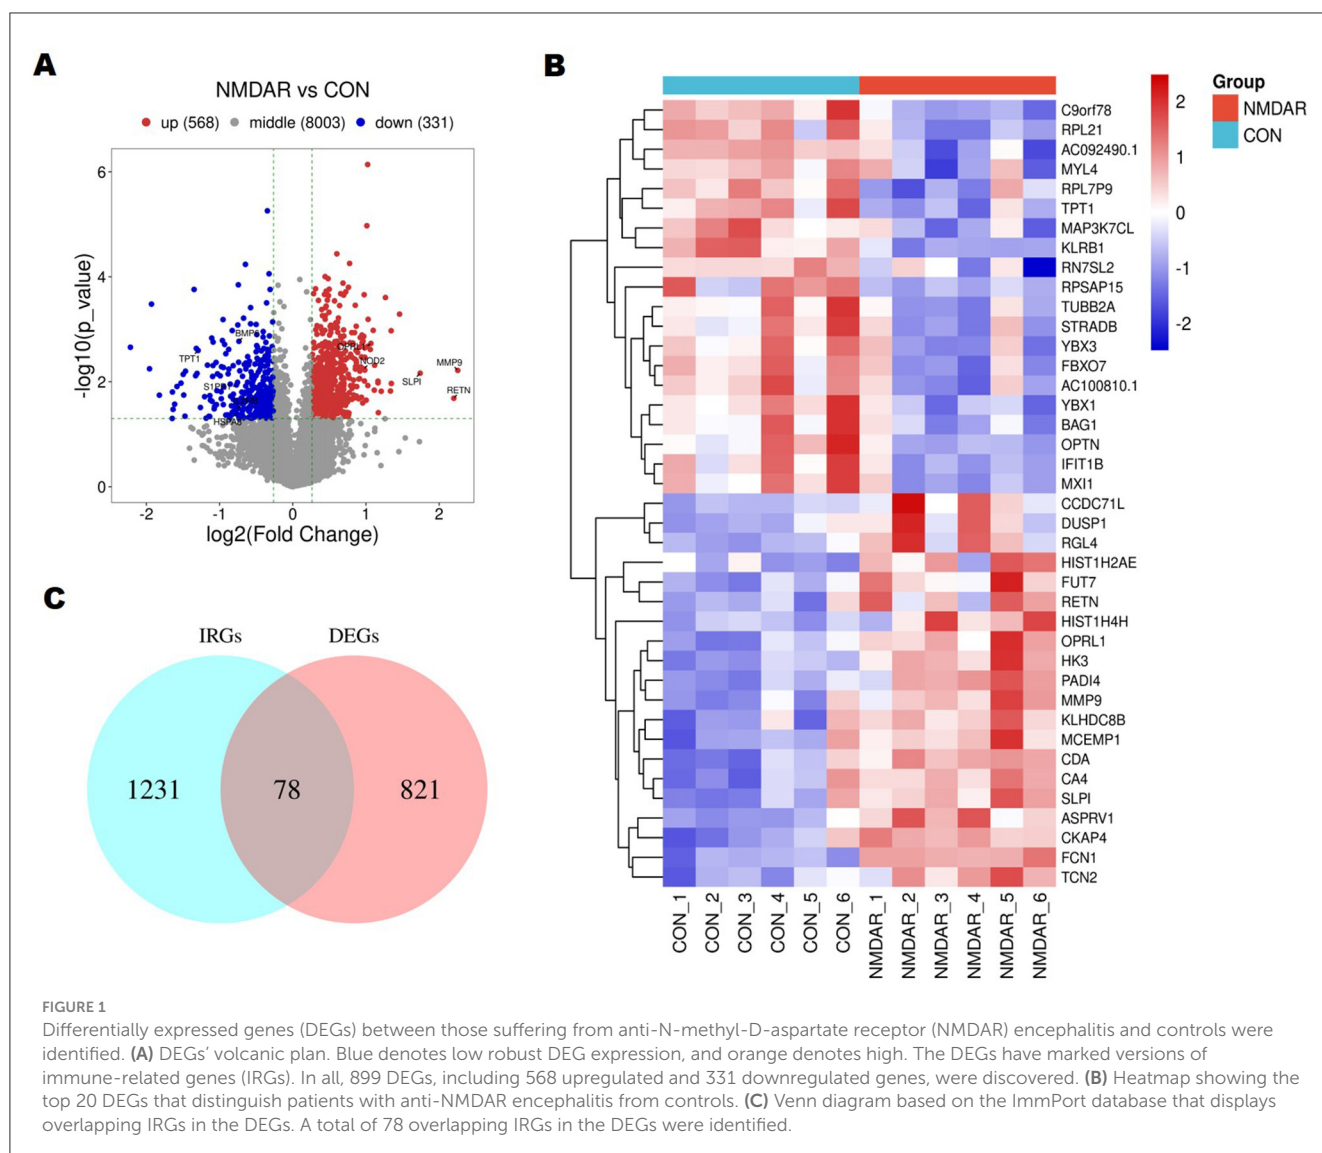 A
NMDAR vs CON
up (568) middle (8003) down (331)
-log10(p_value)
6
4
2
0
BMP6
TPT1
S1PR1
HSPA8
OPRL1
NOD2
SLPI
MMP9
RETN
-2 -1 0 1 2
log2(Fold Change)
B
C9orf78
RPL21
AC092490.1
MYL4
RPL7P9
TPT1
MAP3K7CL
KLRB1
RN7SL2
RPSAP15
TUBB2A
STRADB
YBX3
FBXO7
AC100810.1
YBX1
BAG1
OPTN
IFIT1B
MXI1
CCDC71L
DUSP1
RGL4
HIST1H2AE
FUT7
RETN
HIST1H4H
OPRL1
HK3
PADI4
MMP9
KLHDC8B
MCEMP1
CDA
CA4
SLPI
ASPRV1
CKAP4
FCN1
TCN2
CON_1
CON_2
CON_3
CON_4
CON_5
CON_6
NMDAR_1
NMDAR_2
NMDAR_3
NMDAR_4
NMDAR_5
NMDAR_6
2
1
0
-1
-2
Group
NMDAR
CON
C
IRGs DEGs
1231 78 821
FIGURE 1
Differentially expressed genes (DEGs) between those suffering from anti-N-methyl-D-aspartate receptor (NMDAR) encephalitis and controls were
identified. (A) DEGs' volcanic plan. Blue denotes low robust DEG expression, and orange denotes high. The DEGs have marked versions of
immune-related genes (IRGs). In all, 899 DEGs, including 568 upregulated and 331 downregulated genes, were discovered. (B) Heatmap showing the
top 20 DEGs that distinguish patients with anti-NMDAR encephalitis from controls. (C) Venn diagram based on the ImmPort database that displays
overlapping IRGs in the DEGs. A total of 78 overlapping IRGs in the DEGs were identified.